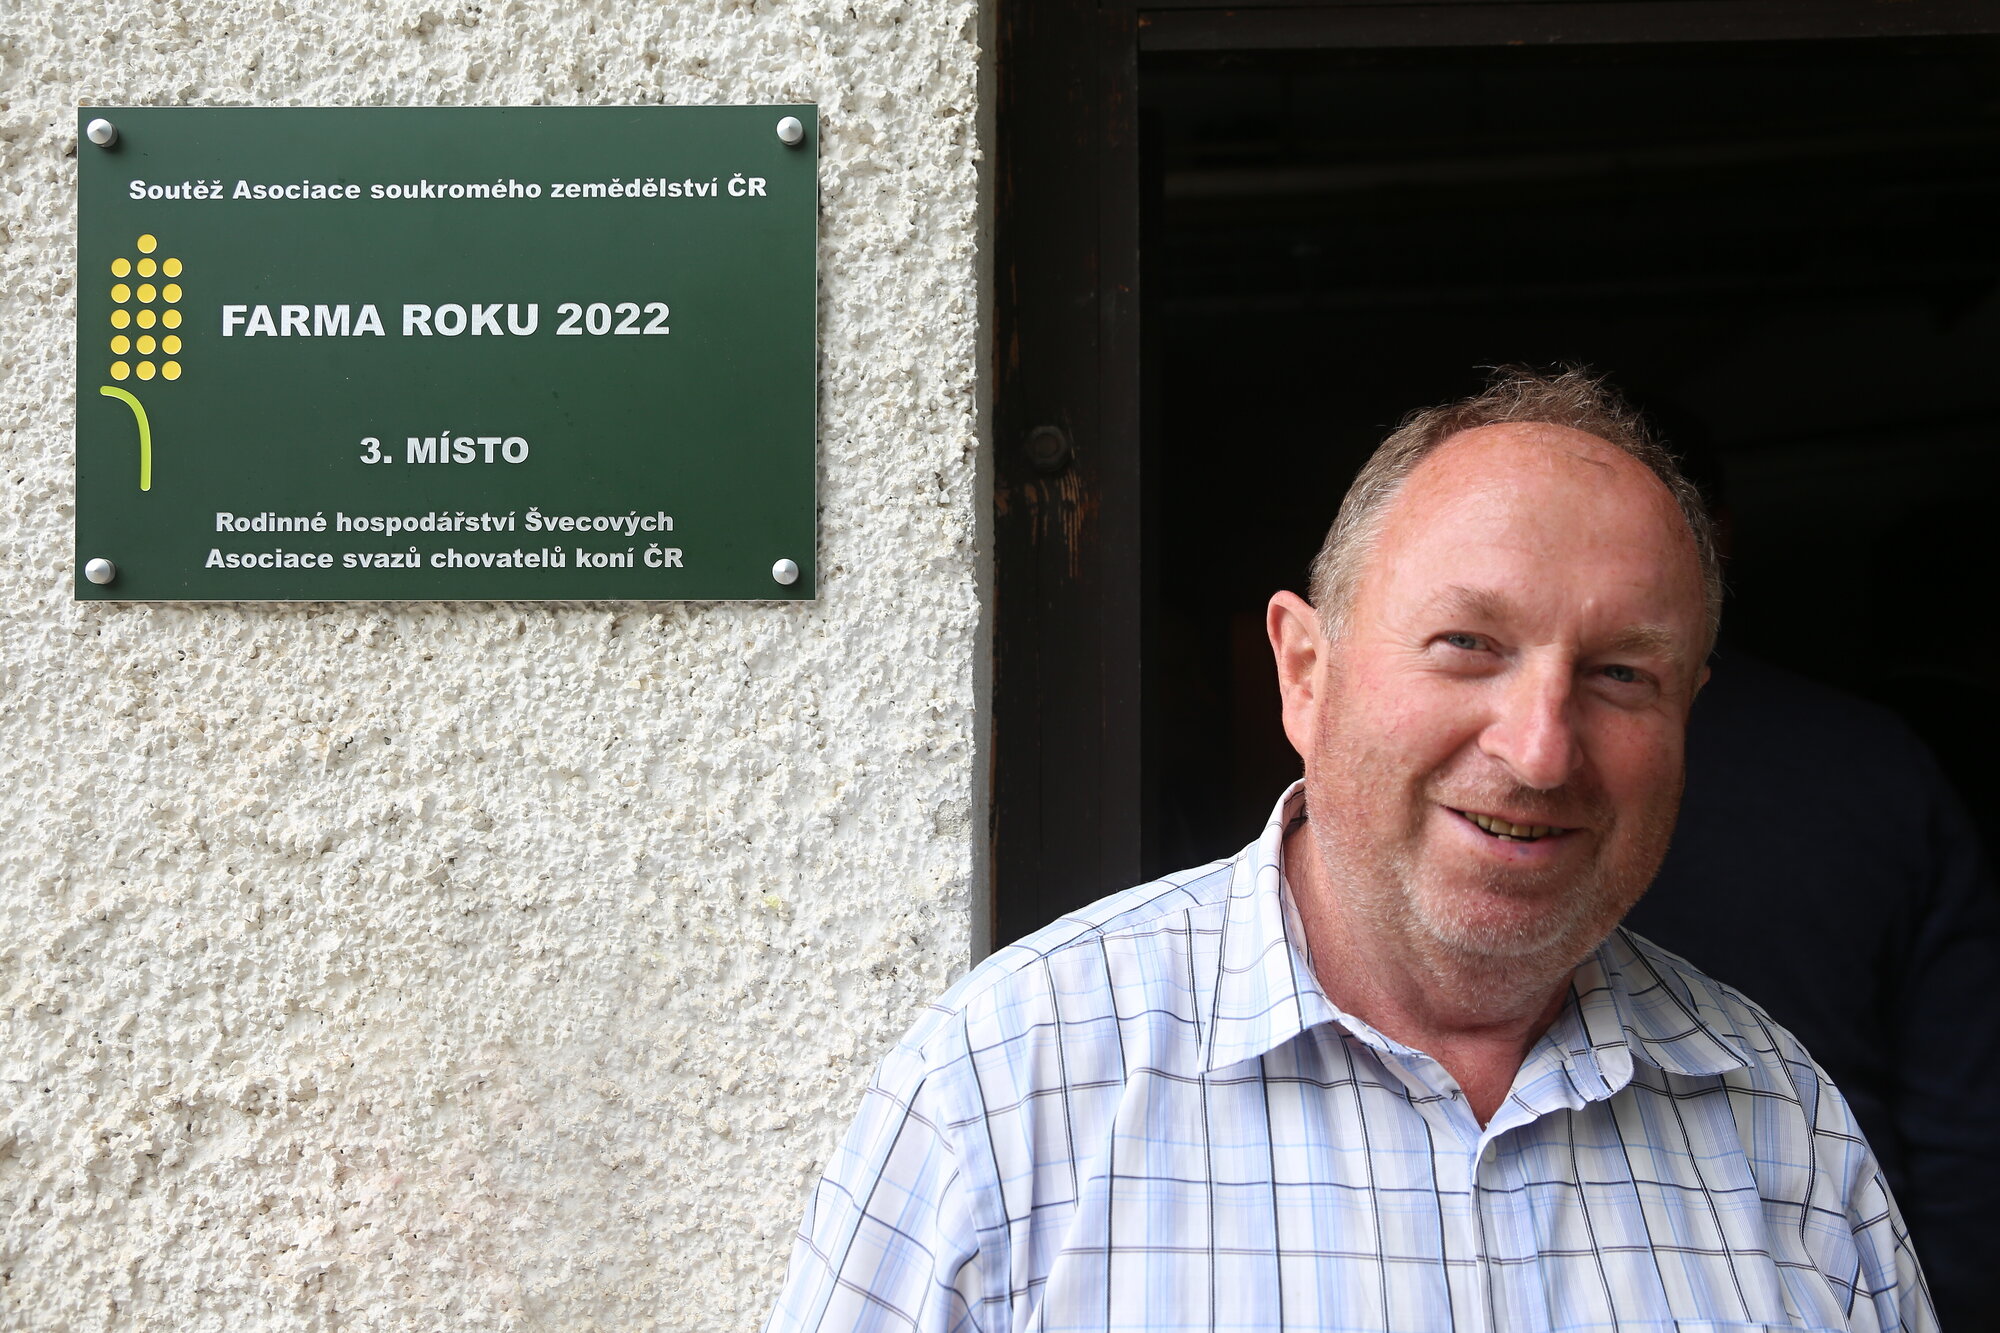 Soutěž Asociace soukromého zemědělství ČR
FARMA ROKU 2022
3. MÍSTO
Rodinné hospodářství Švecových
Asociace svazů chovatelů koní ČR